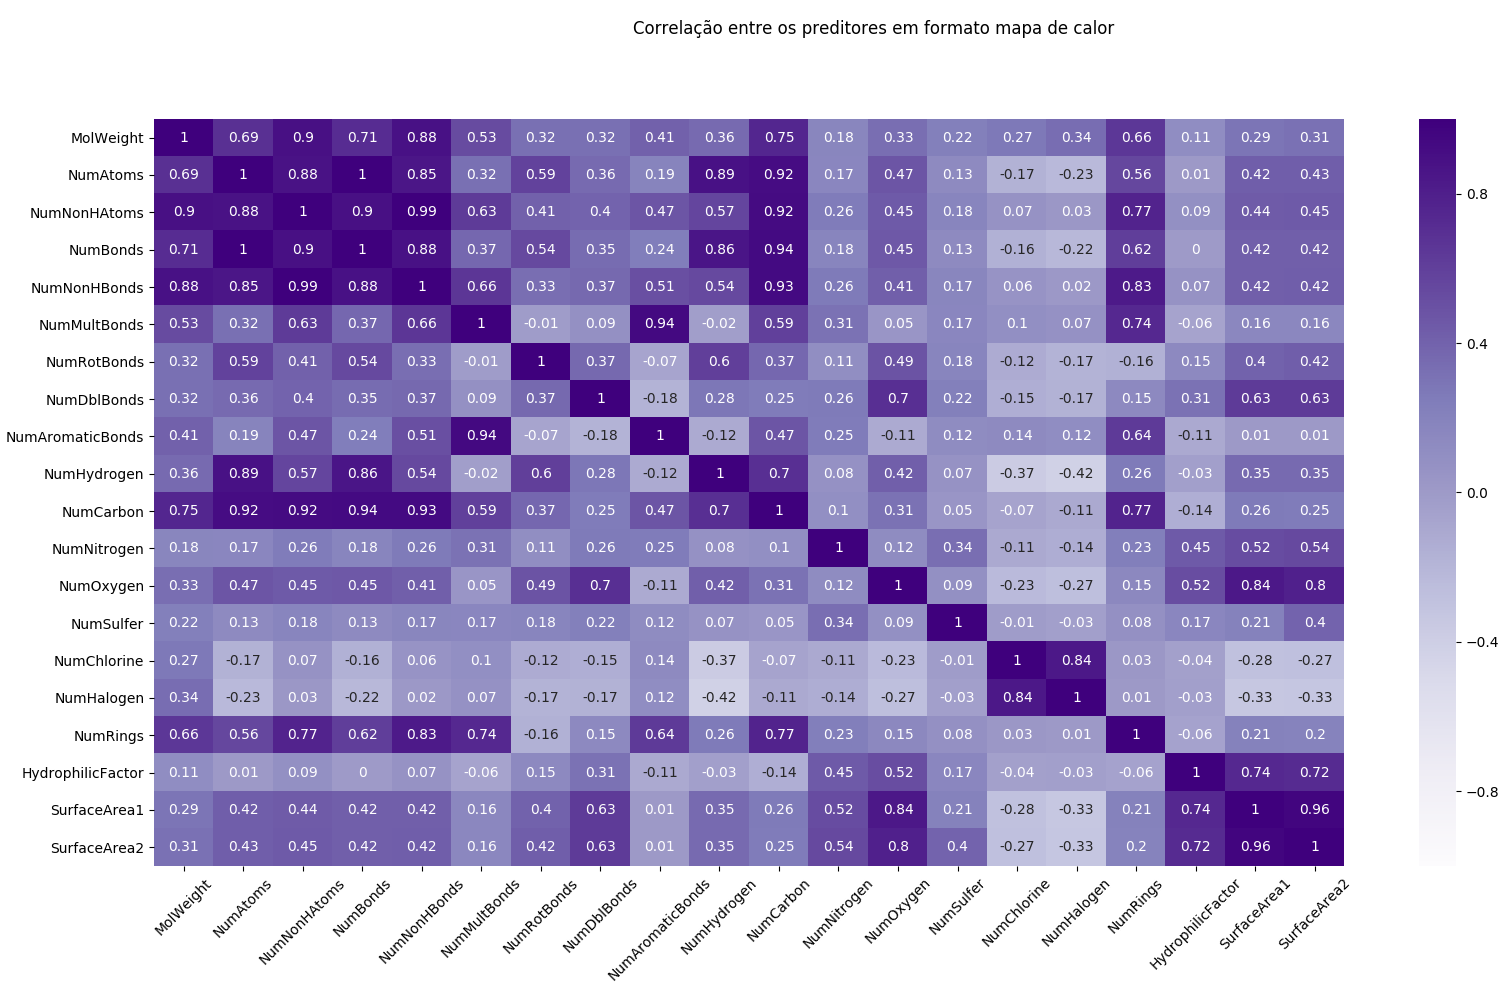 Correlação entre os preditores em formato mapa de calor
MolWeight 1 0.69 0.9 0.71 0.88 0.53 0.32 0.32 0.41 0.36 0.75 0.18 0.33 0.22 0.27 0.34 0.66 0.11 0.29 0.31
NumAtoms 0.69 1 0.88 1 0.85 0.32 0.59 0.36 0.19 0.89 0.92 0.17 0.47 0.13 -0.17 -0.23 0.56 0.01 0.42 0.43
NumNonHAtoms 0.9 0.88 1 0.9 0.99 0.63 0.41 0.4 0.47 0.57 0.92 0.26 0.45 0.18 0.07 0.03 0.77 0.09 0.44 0.45
NumBonds 0.71 1 0.9 1 0.88 0.37 0.54 0.35 0.24 0.86 0.94 0.18 0.45 0.13 -0.16 -0.22 0.62 0 0.42 0.42
NumNonHBonds 0.88 0.85 0.99 0.88 1 0.66 0.33 0.37 0.51 0.54 0.93 0.26 0.41 0.17 0.06 0.02 0.83 0.07 0.42 0.42
NumMultBonds 0.53 0.32 0.63 0.37 0.66 1 -0.01 0.09 0.94 -0.02 0.59 0.31 0.05 0.17 0.1 0.07 0.74 -0.06 0.16 0.16
NumRotBonds 0.32 0.59 0.41 0.54 0.33 -0.01 1 0.37 -0.07 0.6 0.37 0.11 0.49 0.18 -0.12 -0.17 -0.16 0.15 0.4 0.42
NumDblBonds 0.32 0.36 0.4 0.35 0.37 0.09 0.37 1 -0.18 0.28 0.25 0.26 0.7 0.22 -0.15 -0.17 0.15 0.31 0.63 0.63
NumAromaticBonds 0.41 0.19 0.47 0.24 0.51 0.94 -0.07 -0.18 1 -0.12 0.47 0.25 -0.11 0.12 0.14 0.12 0.64 -0.11 0.01 0.01
NumHydrogen 0.36 0.89 0.57 0.86 0.54 -0.02 0.6 0.28 -0.12 1 0.7 0.08 0.42 0.07 -0.37 -0.42 0.26 -0.03 0.35 0.35
NumCarbon 0.75 0.92 0.92 0.94 0.93 0.59 0.37 0.25 0.47 0.7 1 0.1 0.31 0.05 -0.07 -0.11 0.77 -0.14 0.26 0.25
NumNitrogen 0.18 0.17 0.26 0.18 0.26 0.31 0.11 0.26 0.25 0.08 0.1 1 0.12 0.34 -0.11 -0.14 0.23 0.45 0.52 0.54
NumOxygen 0.33 0.47 0.45 0.45 0.41 0.05 0.49 0.7 -0.11 0.42 0.31 0.12 1 0.09 -0.23 -0.27 0.15 0.52 0.84 0.8
NumSulfer 0.22 0.13 0.18 0.13 0.17 0.17 0.18 0.22 0.12 0.07 0.05 0.34 0.09 1 -0.01 -0.03 0.08 0.17 0.21 0.4
NumChlorine 0.27 -0.17 0.07 -0.16 0.06 0.1 -0.12 -0.15 0.14 -0.37 -0.07 -0.11 -0.23 -0.01 1 0.84 0.03 -0.04 -0.28 -0.27
NumHalogen 0.34 -0.23 0.03 -0.22 0.02 0.07 -0.17 -0.17 0.12 -0.42 -0.11 -0.14 -0.27 -0.03 0.84 1 0.01 -0.03 -0.33 -0.33
NumRings 0.66 0.56 0.77 0.62 0.83 0.74 -0.16 0.15 0.64 0.26 0.77 0.23 0.15 0.08 0.03 0.01 1 -0.06 0.21 0.2
HydrophilicFactor 0.11 0.01 0.09 0 0.07 -0.06 0.15 0.31 -0.11 -0.03 -0.14 0.45 0.52 0.17 -0.04 -0.03 -0.06 1 0.74 0.72
SurfaceArea1 0.29 0.42 0.44 0.42 0.42 0.16 0.4 0.63 0.01 0.35 0.26 0.52 0.84 0.21 -0.28 -0.33 0.21 0.74 1 0.96
SurfaceArea2 0.31 0.43 0.45 0.42 0.42 0.16 0.42 0.63 0.01 0.35 0.25 0.54 0.8 0.4 -0.27 -0.33 0.2 0.72 0.96 1
MolWeight NumAtoms NumNonHAtoms NumBonds NumNonHBonds NumMultBonds NumRotBonds NumDblBonds NumAromaticBonds NumHydrogen NumCarbon NumNitrogen NumOxygen NumSulfer NumChlorine NumHalogen NumRings HydrophilicFactor SurfaceArea1 SurfaceArea2
0.8
0.4
0.0
-0.4
-0.8